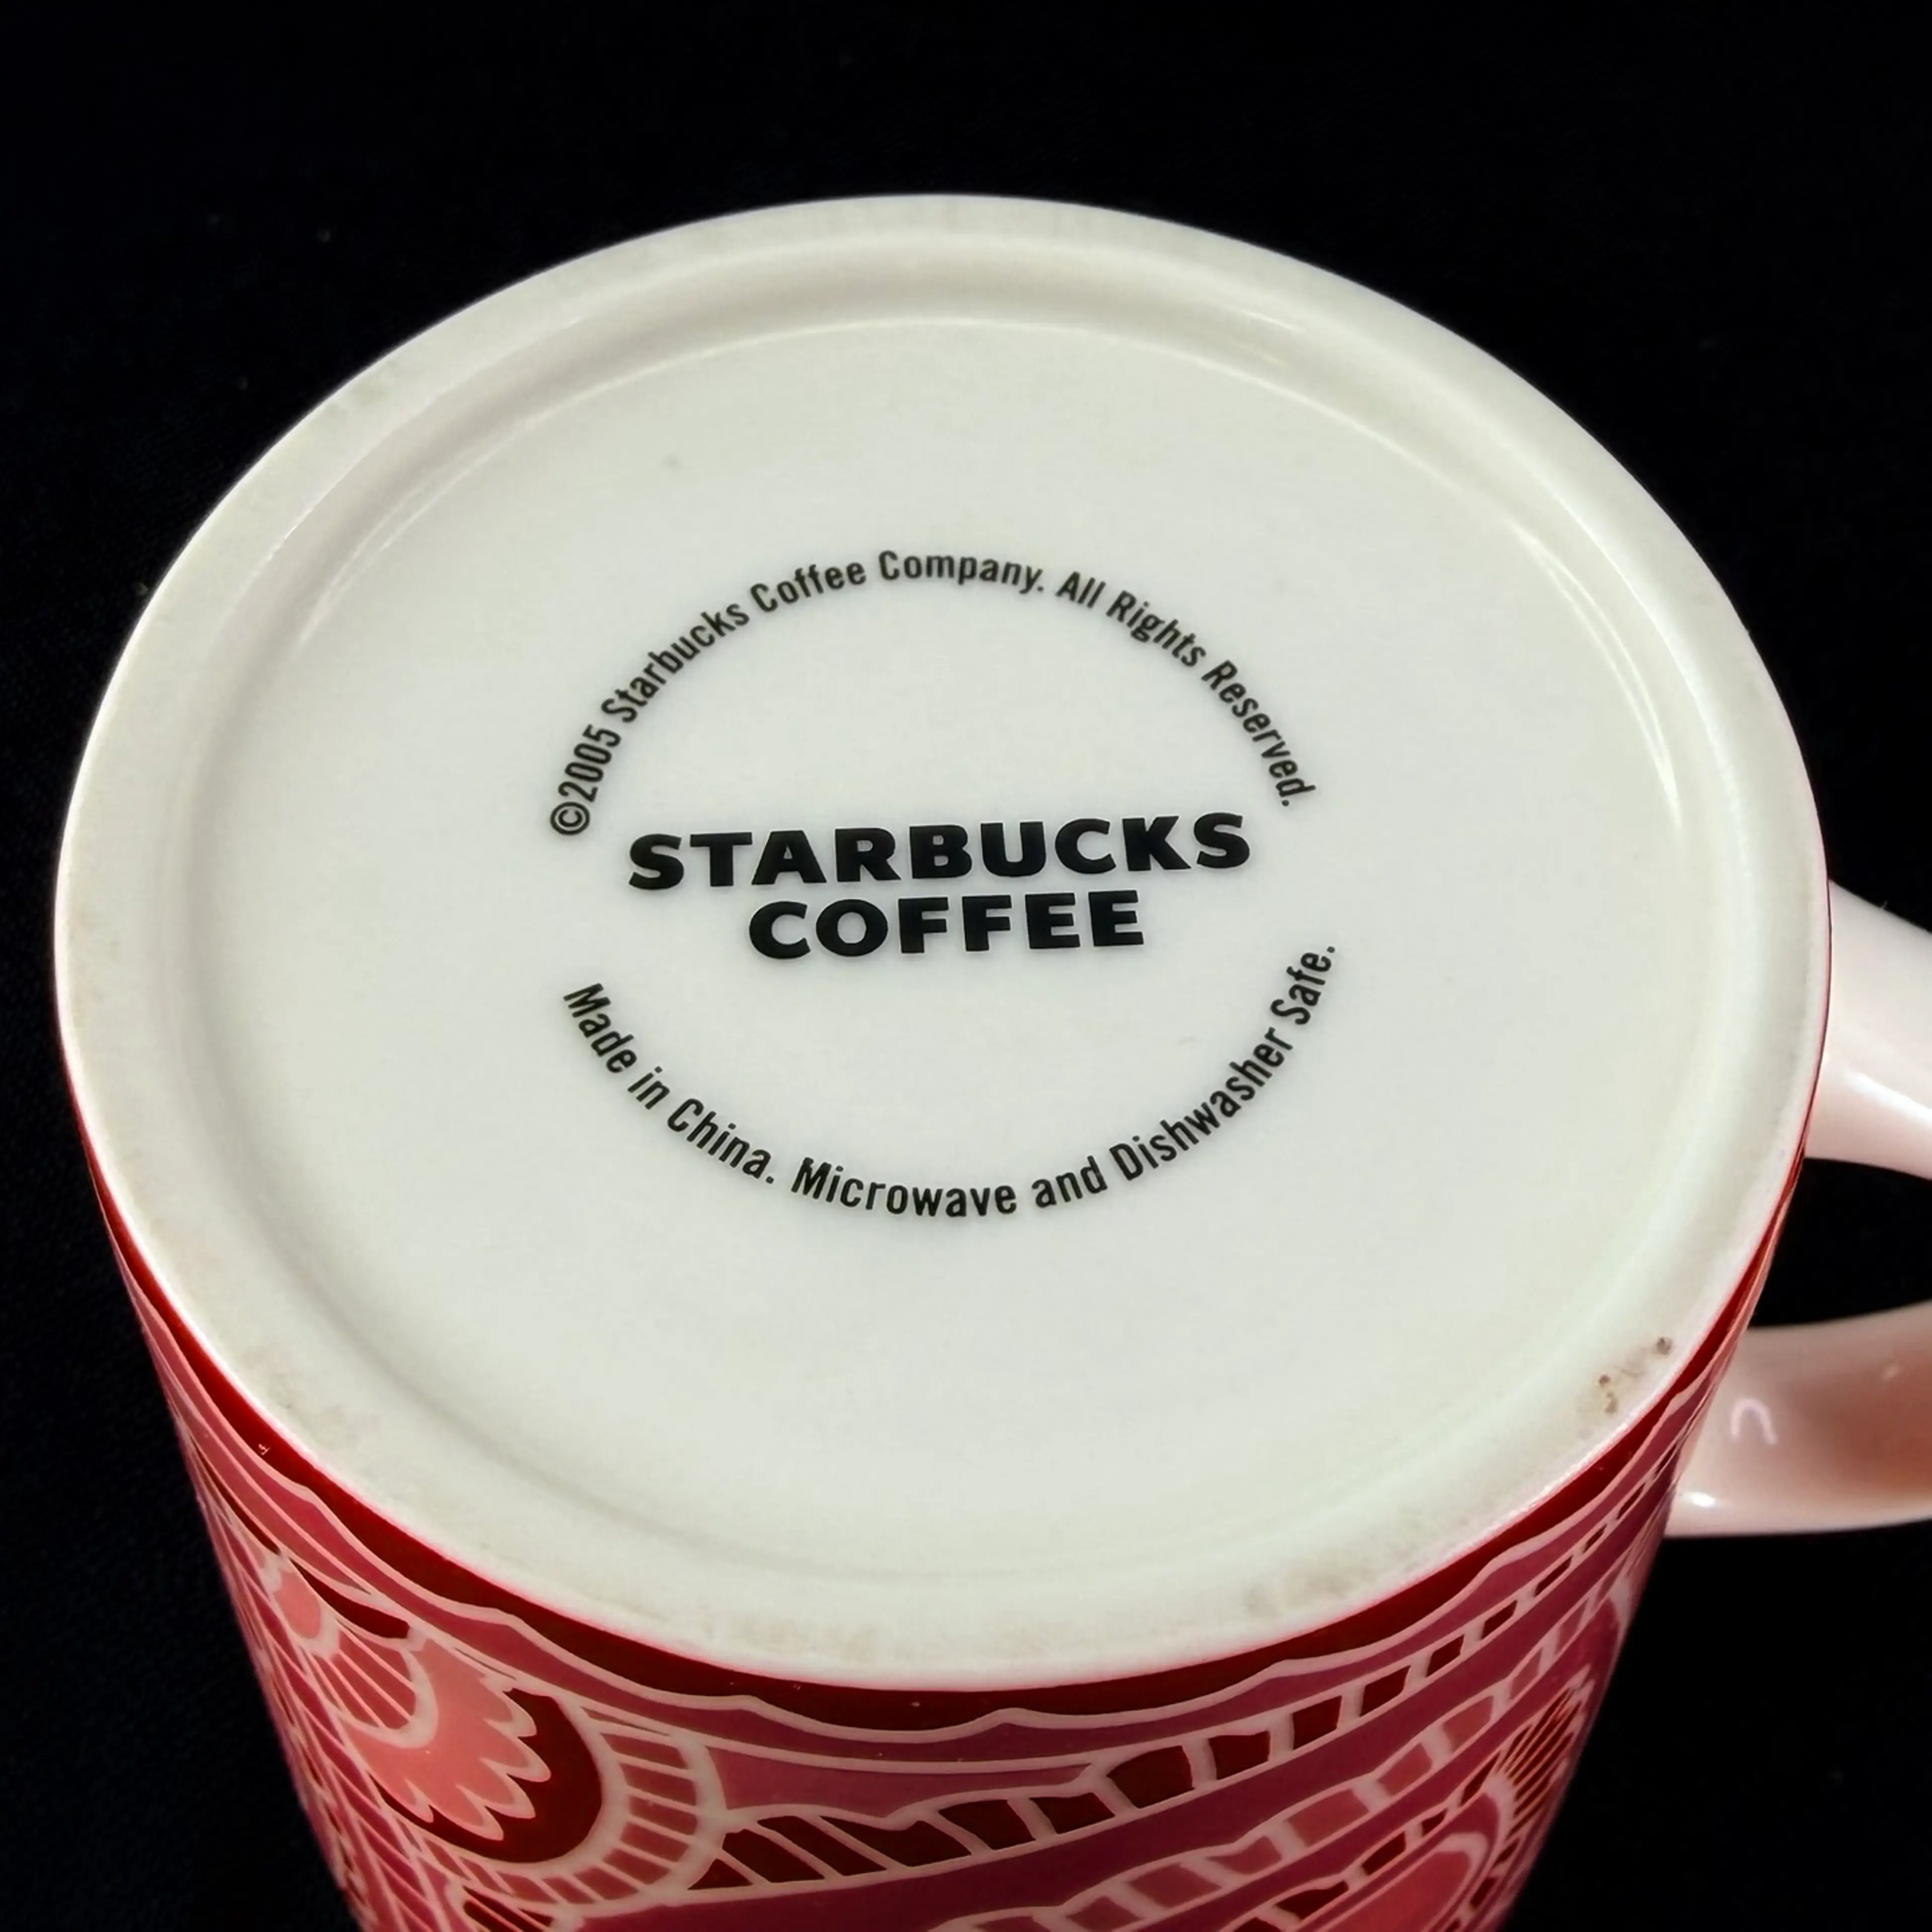 ©2005 Starbucks Coffee Company. All Rights Reserved.
STARBUCKS
COFFEE
Made in China. Microwave and Dishwasher Safe.